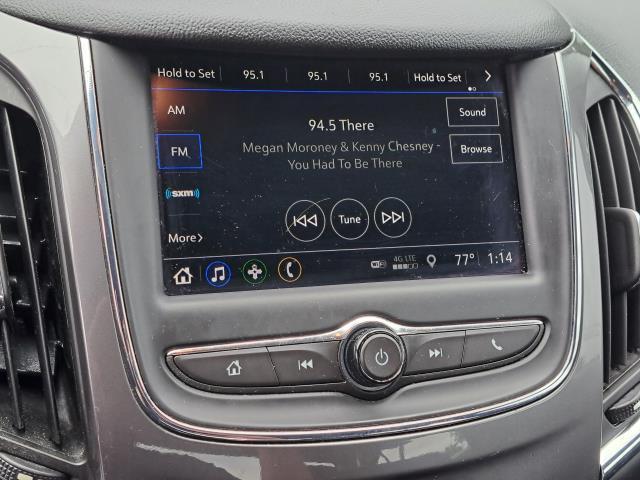 Hold to Set 95.1 95.1 95.1 Hold to Set
AM
FM
sxm
More
94.5 There
Megan Moroney & Kenny Chesney -
You Had To Be There
Tune
Sound
Browse
4G LTE
77° 1:14